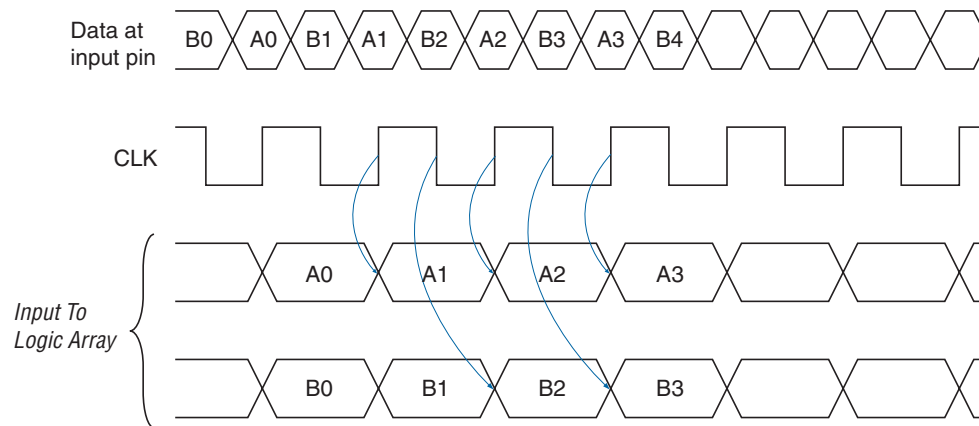 Data at
input pin
B0 A0 B1 A1 B2 A2 B3 A3 B4
CLK
Input To
Logic Array
A0 A1 A2 A3
B0 B1 B2 B3